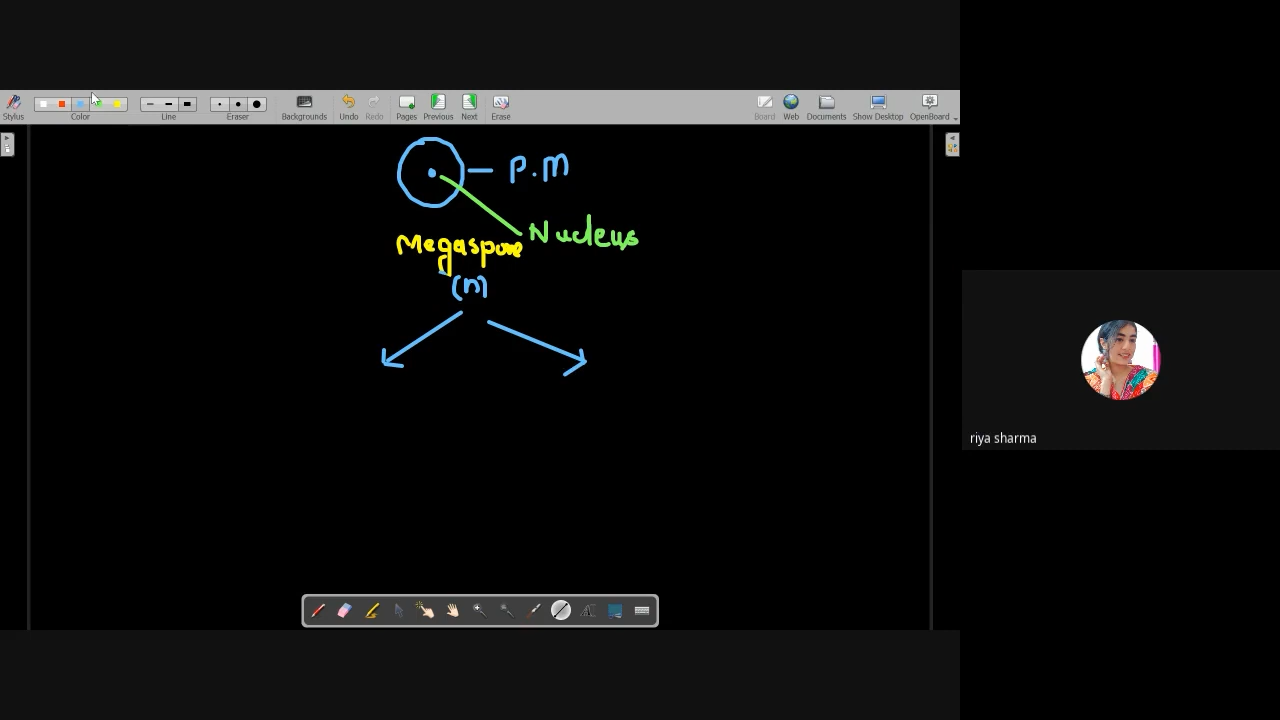 Stylus
Color
Line
Eraser
Backgrounds
Undo
Redo
Pages
Previous
Next
Erase
Board
Web
Documents
Show Desktop
OpenBoard
P.M
Nucleus
Megaspore
(n)
riya sharma